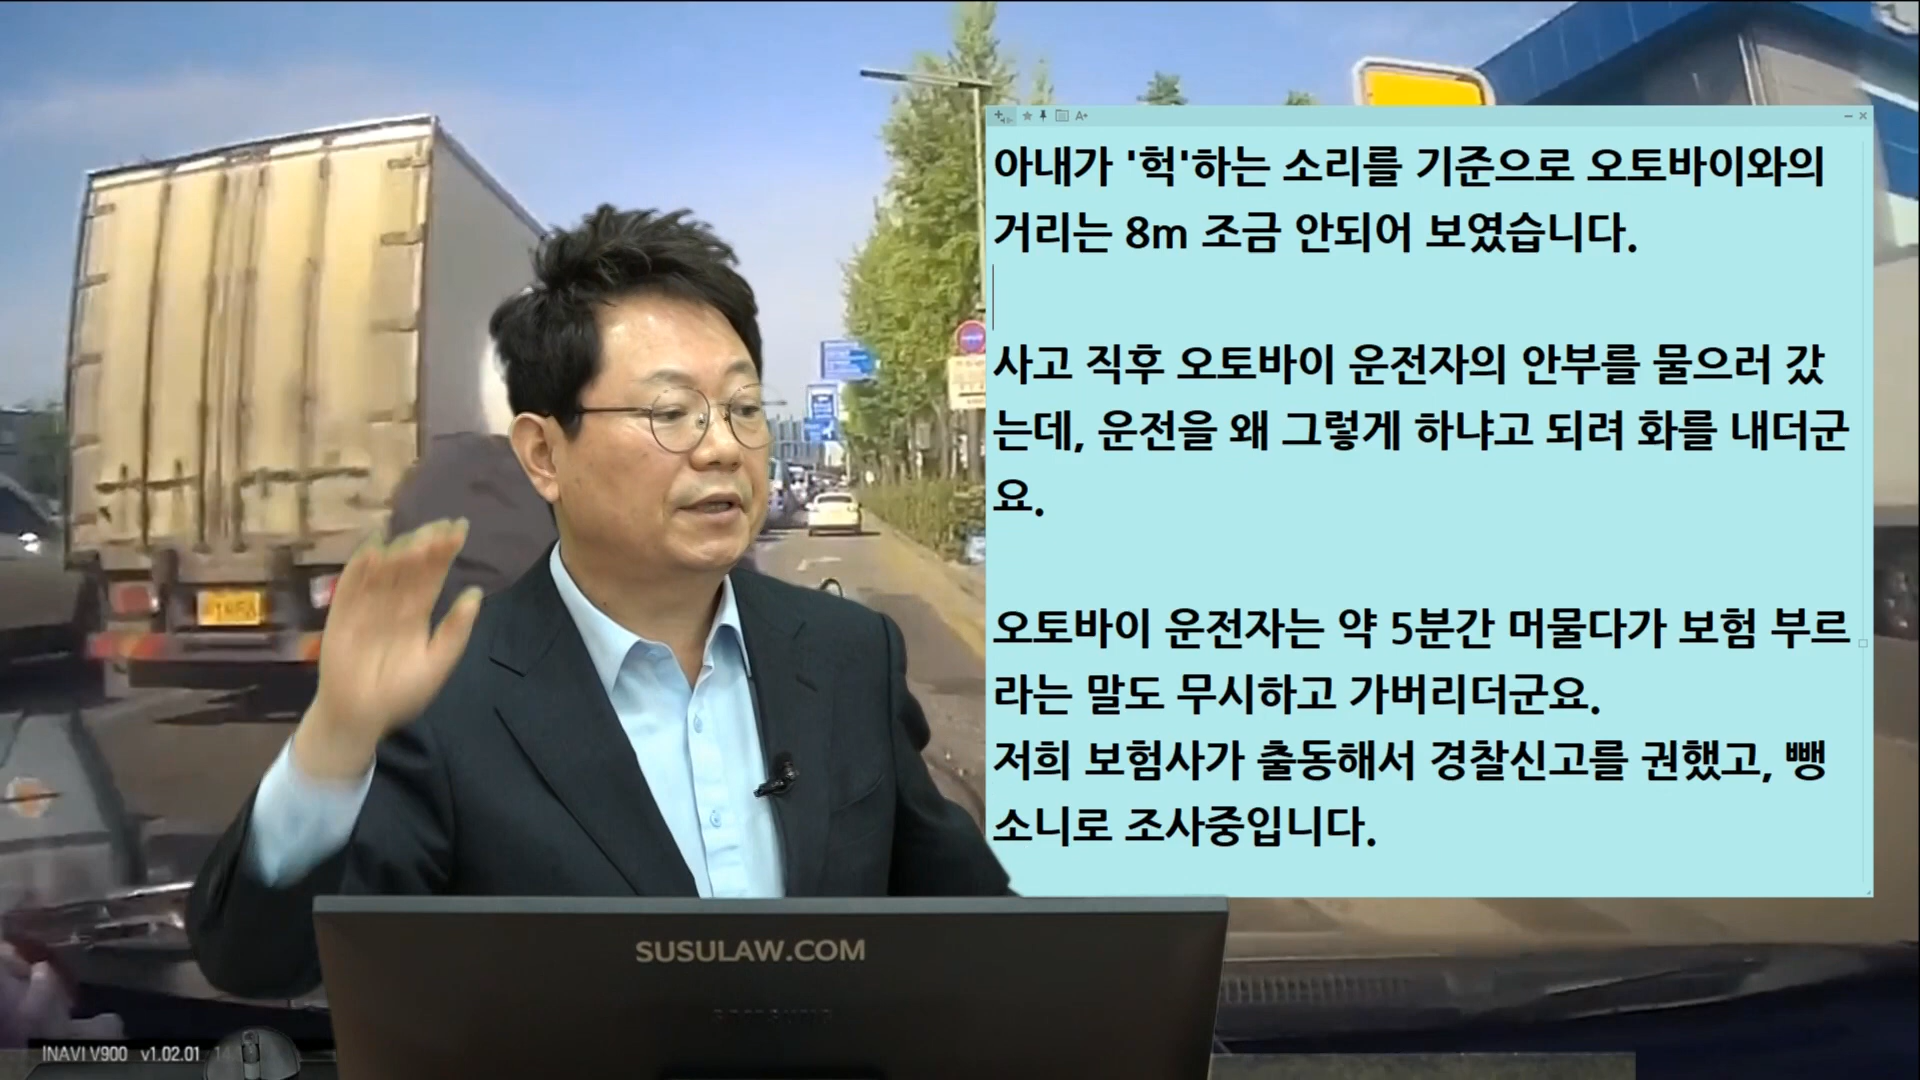 아내가 '헉'하는 소리를 기준으로 오토바이와의
거리는 8m 조금 안되어 보였습니다.
사고 직후 오토바이 운전자의 안부를 물으러 갔
는데, 운전을 왜 그렇게 하냐고 되려 화를 내더군
요.
오토바이 운전자는 약 5분간 머물다가 보험 부르
라는 말도 무시하고 가버리더군요.
저희 보험사가 출동해서 경찰신고를 권했고, 뺑
소니로 조사중입니다.
SUSULAW.COM
SAMSUNG
INAVI V900 v1.02.01